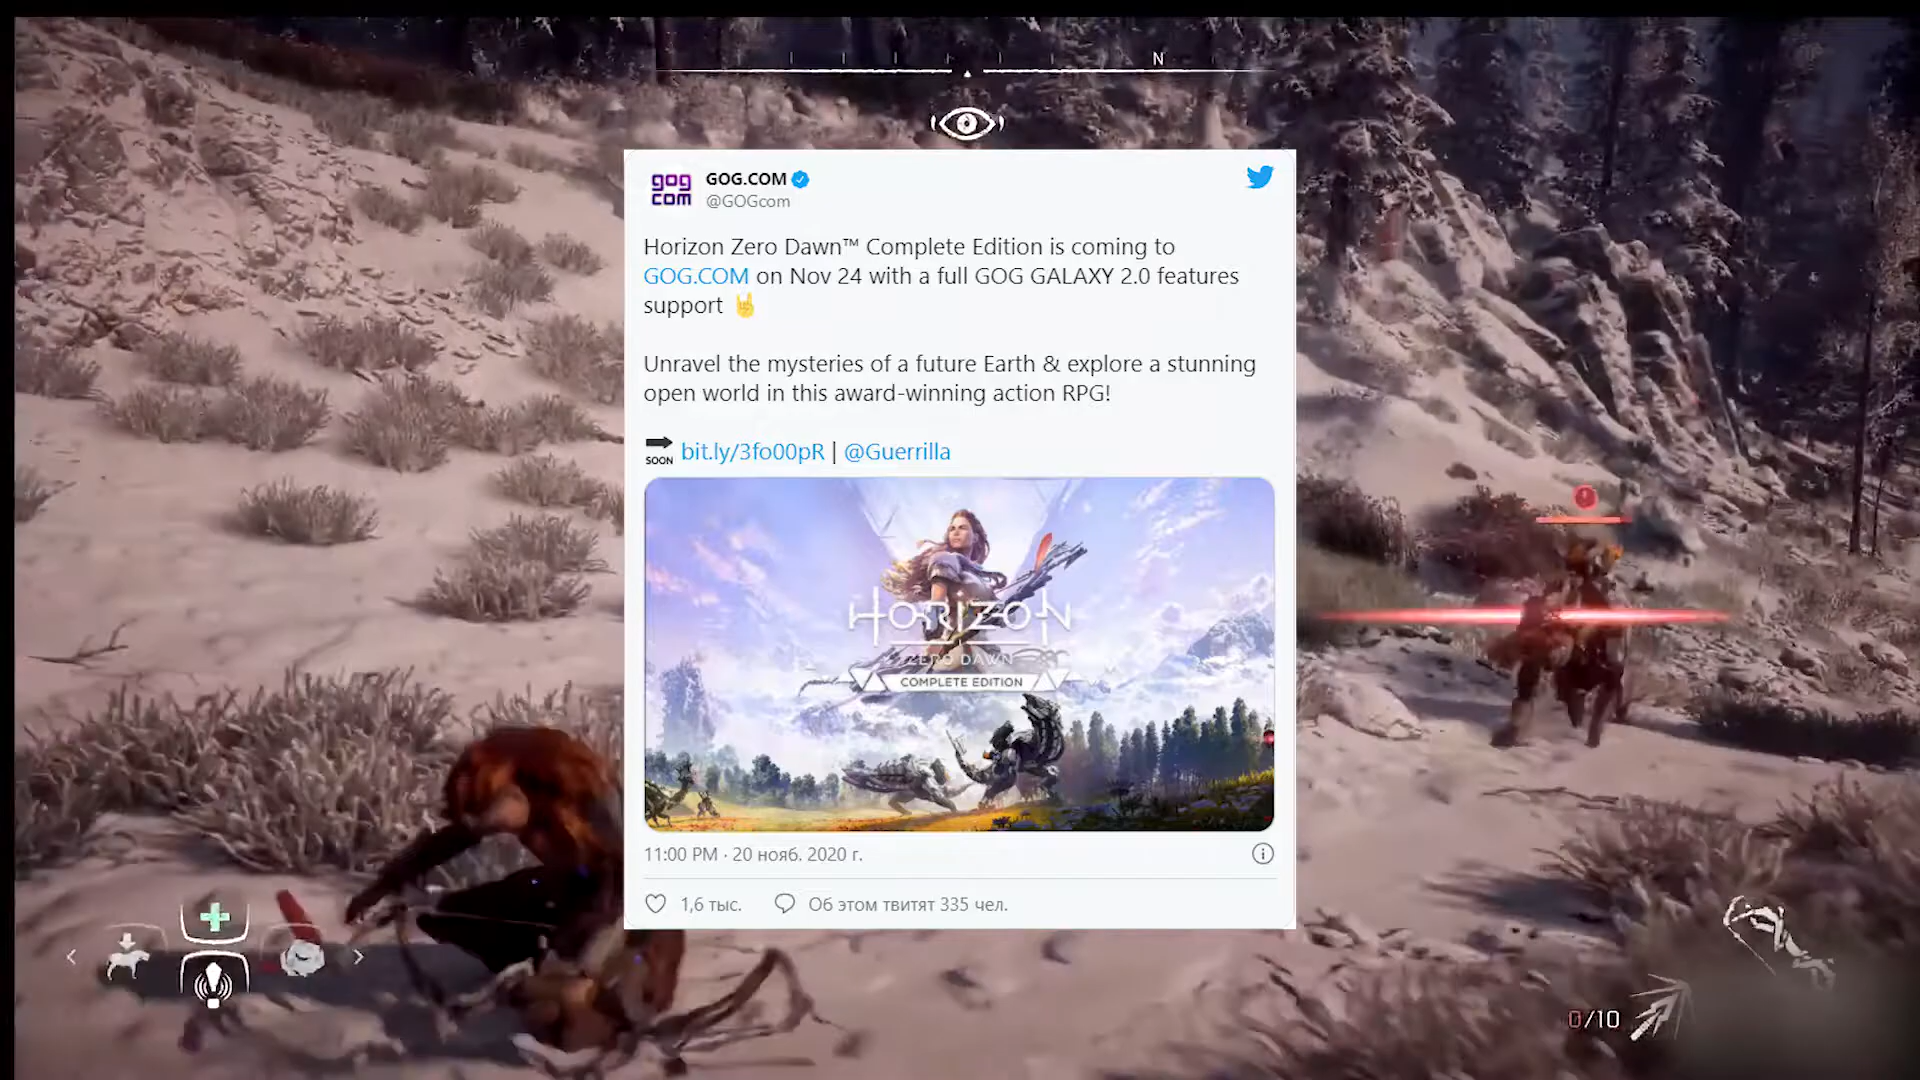 N
gog
com
GOG.COM
@GOGcom
Horizon Zero Dawn™ Complete Edition is coming to
GOG.COM on Nov 24 with a full GOG GALAXY 2.0 features
support 🤘
Unravel the mysteries of a future Earth & explore a stunning
open world in this award-winning action RPG!
SOON bit.ly/3fo00pR | @Guerrilla
HORIZON
ZERO DAWN
COMPLETE EDITION
11:00 PM · 20 нояб. 2020 г.
1,6 тыс. Об этом твитят 335 чел.
0/10